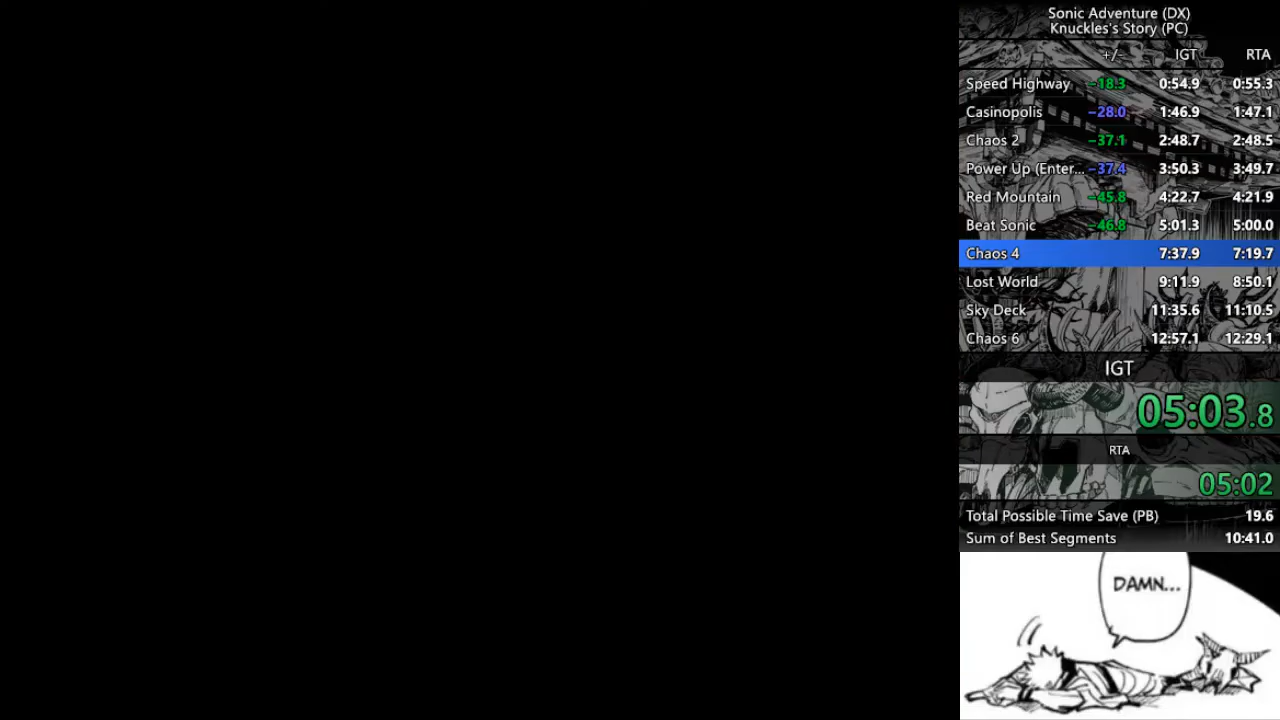 Sonic Adventure (DX)
Knuckles's Story (PC)
+/- IGT RTA
Speed Highway -18.3 0:54.9 0:55.3
Casinopolis -28.0 1:46.9 1:47.1
Chaos 2 -37.1 2:48.7 2:48.5
Power Up (Enter... -37.4 3:50.3 3:49.7
Red Mountain -45.8 4:22.7 4:21.9
Beat Sonic -46.8 5:01.3 5:00.0
Chaos 4 7:37.9 7:19.7
Lost World 9:11.9 8:50.1
Sky Deck 11:35.6 11:10.5
Chaos 6 12:57.1 12:29.1
IGT
05:03.8
RTA
05:02
Total Possible Time Save (PB) 19.6
Sum of Best Segments 10:41.0
DAMN...